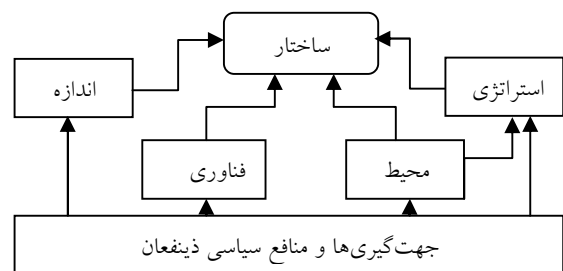 ساختار
استراتژی
اندازه
محیط
فناوری
جهت‌گیری‌ها و منافع سیاسی ذینفعان